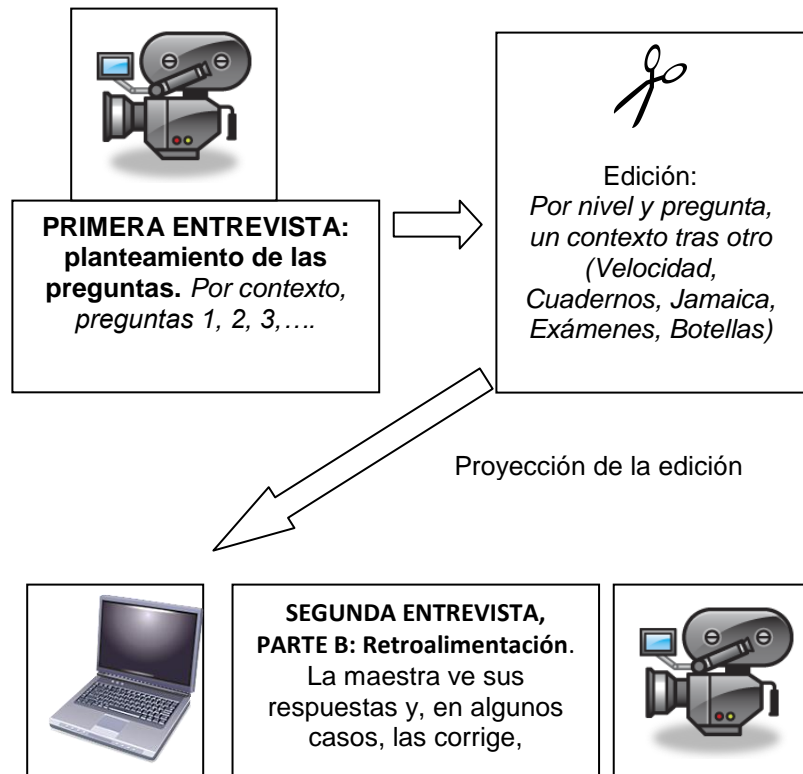 PRIMERA ENTREVISTA:
planteamiento de las
preguntas. Por contexto,
preguntas 1, 2, 3,….
Edición:
Por nivel y pregunta,
un contexto tras otro
(Velocidad,
Cuadernos, Jamaica,
Exámenes, Botellas)
Proyección de la edición
SEGUNDA ENTREVISTA,
PARTE B: Retroalimentación.
La maestra ve sus
respuestas y, en algunos
casos, las corrige,